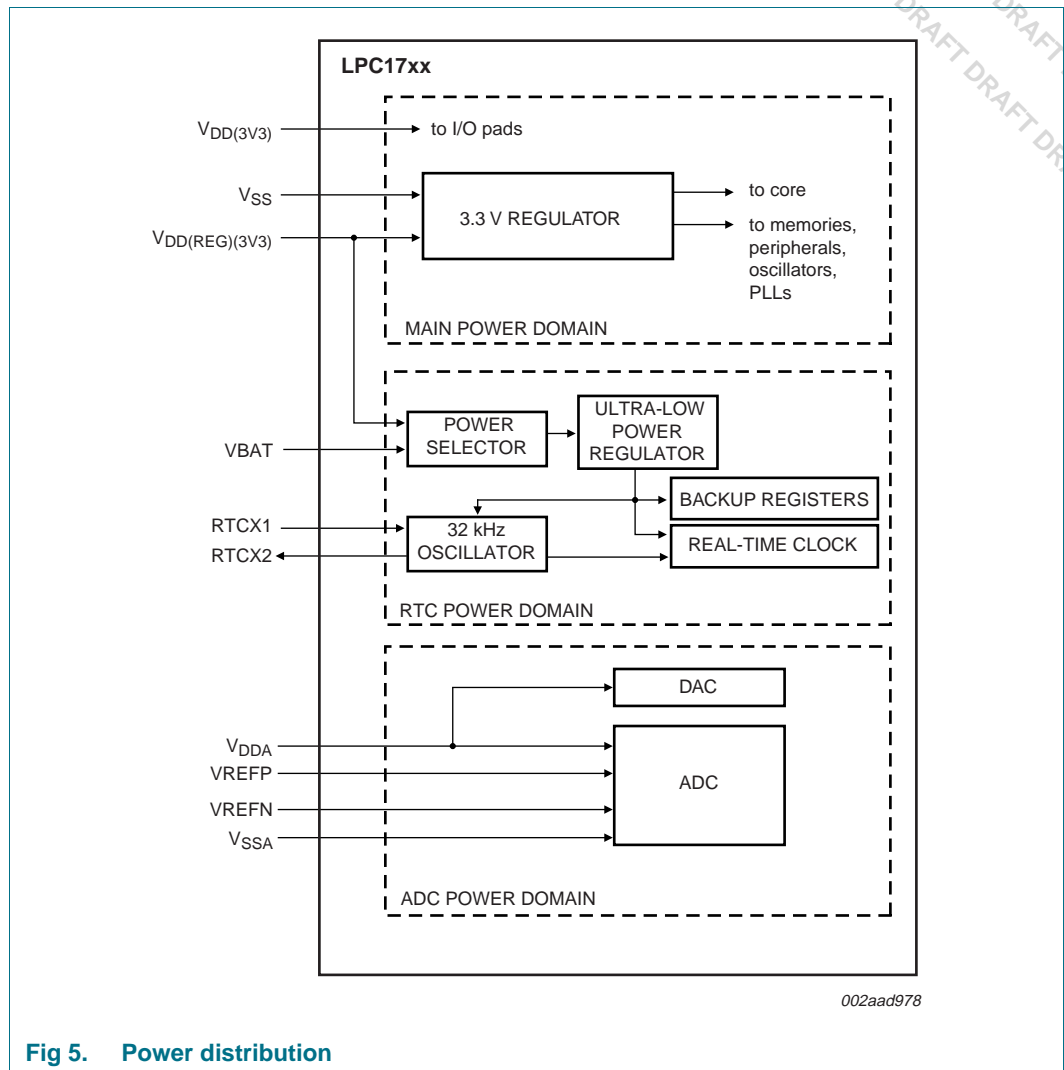 DRAFT DRAFT DRA
DRAFT
LPC17xx
VDD(3V3)
to I/O pads
VSS
3.3 V REGULATOR
to core
VDD(REG)(3V3)
to memories,
peripherals,
oscillators,
PLLs
MAIN POWER DOMAIN
ULTRA-LOW
POWER
REGULATOR
POWER
SELECTOR
VBAT
BACKUP REGISTERS
RTCX1
RTCX2
32 kHz
OSCILLATOR
REAL-TIME CLOCK
RTC POWER DOMAIN
DAC
VDDA
VREFP
ADC
VREFN
VSSA
ADC POWER DOMAIN
002aad978
Fig 5. Power distribution